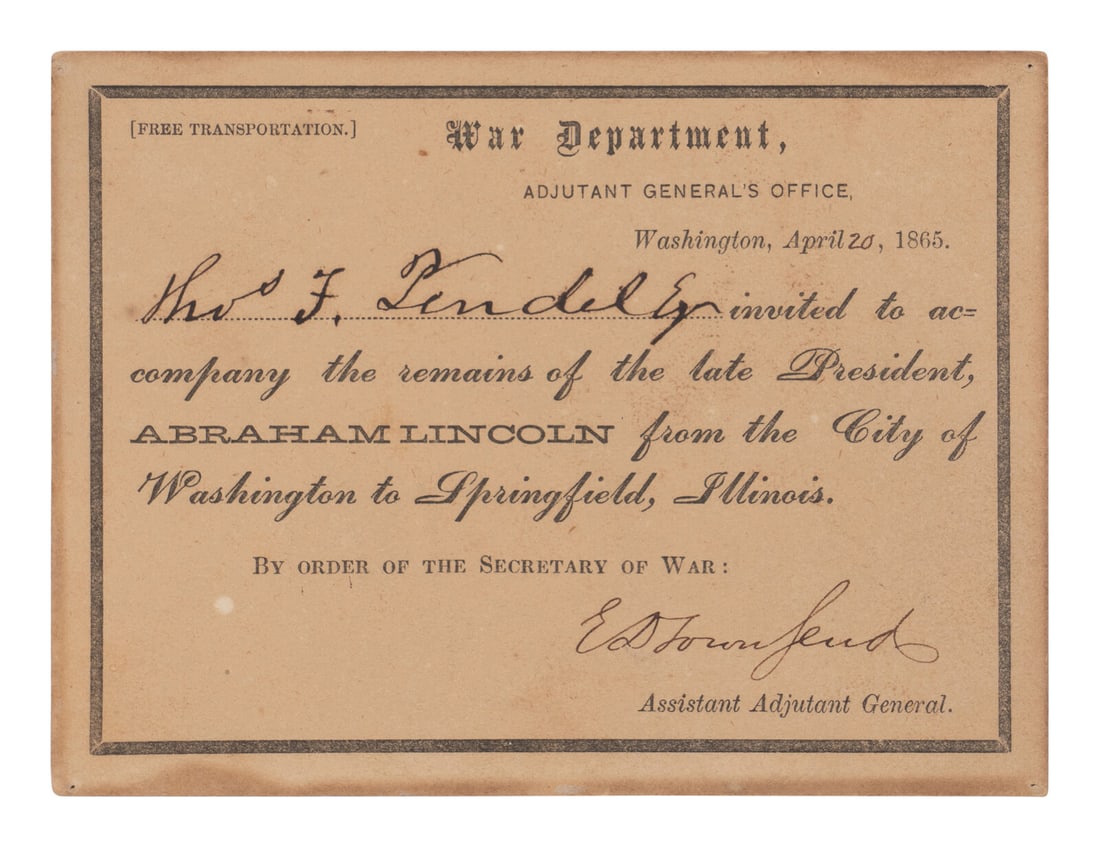 [FREE TRANSPORTATION.]
War Department,
ADJUTANT GENERAL'S OFFICE,
Washington, April 20, 1865.
Thos F. Pendel Esq invited to ac=
company the remains of the late President,
ABRAHAM LINCOLN from the City of
Washington to Springfield, Illinois.
BY ORDER OF THE SECRETARY OF WAR:
E D Townsend
Assistant Adjutant General.